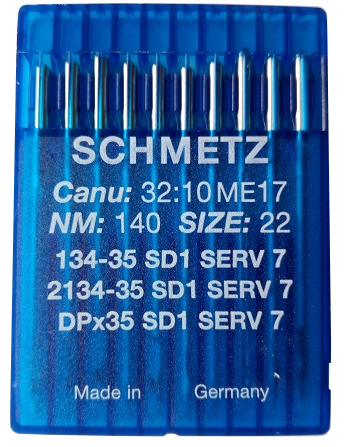 SCHMETZ
Canu: 32:10 ME17
NM: 140 SIZE: 22
134-35 SD1 SERV 7
2134-35 SD1 SERV 7
DPx35 SD1 SERV 7
Made in Germany